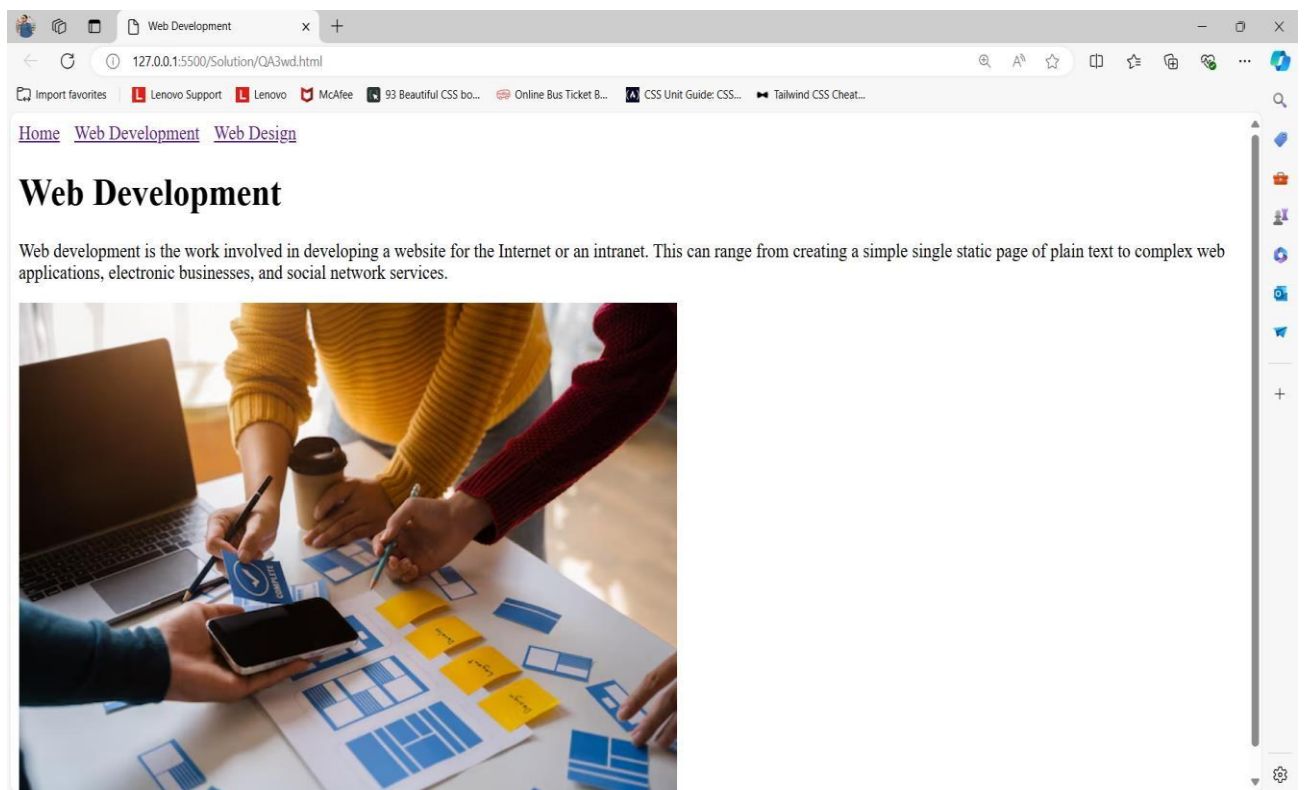 Web Development
127.0.0.1:5500/Solution/QA3wd.html
Import favorites
Lenovo Support
Lenovo
McAfee
93 Beautiful CSS bo...
Online Bus Ticket B...
CSS Unit Guide: CSS...
Tailwind CSS Cheat...
Home Web Development Web Design
Web Development
Web development is the work involved in developing a website for the Internet or an intranet. This can range from creating a simple single static page of plain text to complex web
applications, electronic businesses, and social network services.
COMPLETE
Layout
Design